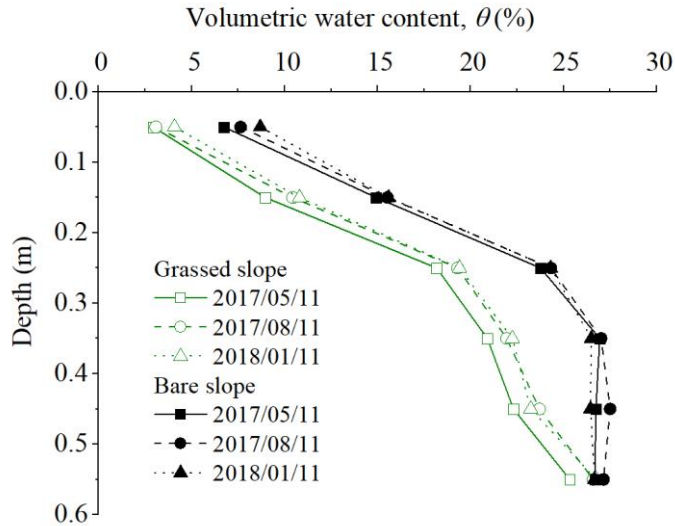 Volumetric water content, θ (%)
0 5 10 15 20 25 30
0.0
0.1
0.2
0.3
0.4
0.5
0.6
Depth (m)
Grassed slope
2017/05/11
2017/08/11
2018/01/11
Bare slope
2017/05/11
2017/08/11
2018/01/11